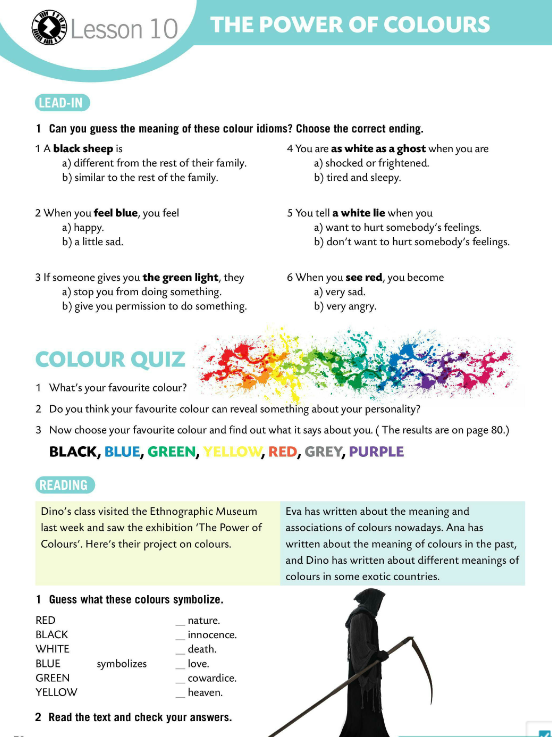 Lesson 10
THE POWER OF COLOURS
LEAD-IN
1 Can you guess the meaning of these colour idioms? Choose the correct ending.
1 A black sheep is
a) different from the rest of their family.
b) similar to the rest of the family.
2 When you feel blue, you feel
a) happy.
b) a little sad.
3 If someone gives you the green light, they
a) stop you from doing something.
b) give you permission to do something.
4 You are as white as a ghost when you are
a) shocked or frightened.
b) tired and sleepy.
5 You tell a white lie when you
a) want to hurt somebody's feelings.
b) don't want to hurt somebody's feelings.
6 When you see red, you become
a) very sad.
b) very angry.
COLOUR QUIZ
1 What's your favourite colour?
2 Do you think your favourite colour can reveal something about your personality?
3 Now choose your favourite colour and find out what it says about you. ( The results are on page 80.)
BLACK, BLUE, GREEN, YELLOW, RED, GREY, PURPLE
READING
Dino's class visited the Ethnographic Museum
last week and saw the exhibition 'The Power of
Colours'. Here's their project on colours.
Eva has written about the meaning and
associations of colours nowadays. Ana has
written about the meaning of colours in the past,
and Dino has written about different meanings of
colours in some exotic countries.
1 Guess what these colours symbolize.
RED __ nature.
BLACK __ innocence.
WHITE __ death.
BLUE symbolizes __ love.
GREEN __ cowardice.
YELLOW __ heaven.
2 Read the text and check your answers.